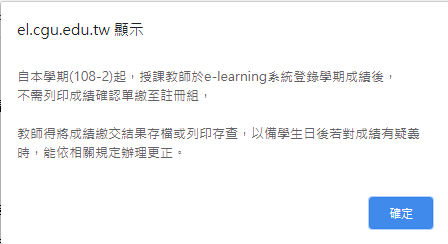 el.cgu.edu.tw 顯示
自本學期(108-2)起，授課教師於e-learning系統登錄學期成績後，
不需列印成績確認單繳至註冊組，
教師得將成績繳交結果存檔或列印存查，以備學生日後若對成績有疑義
時，能依相關規定辦理更正。
確定